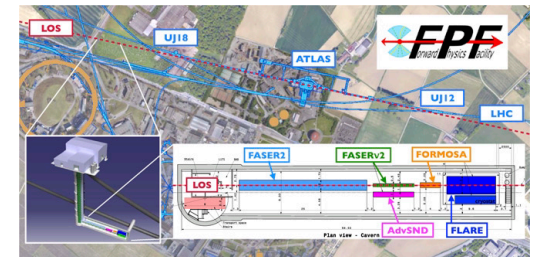 LOS
UJ18
ATLAS
FPF
Forward Physics Facility
UJ12
LHC
FASER2
FASERν2
FORMOSA
LOS
AdvSND
FLARE
Plan view - Cavern